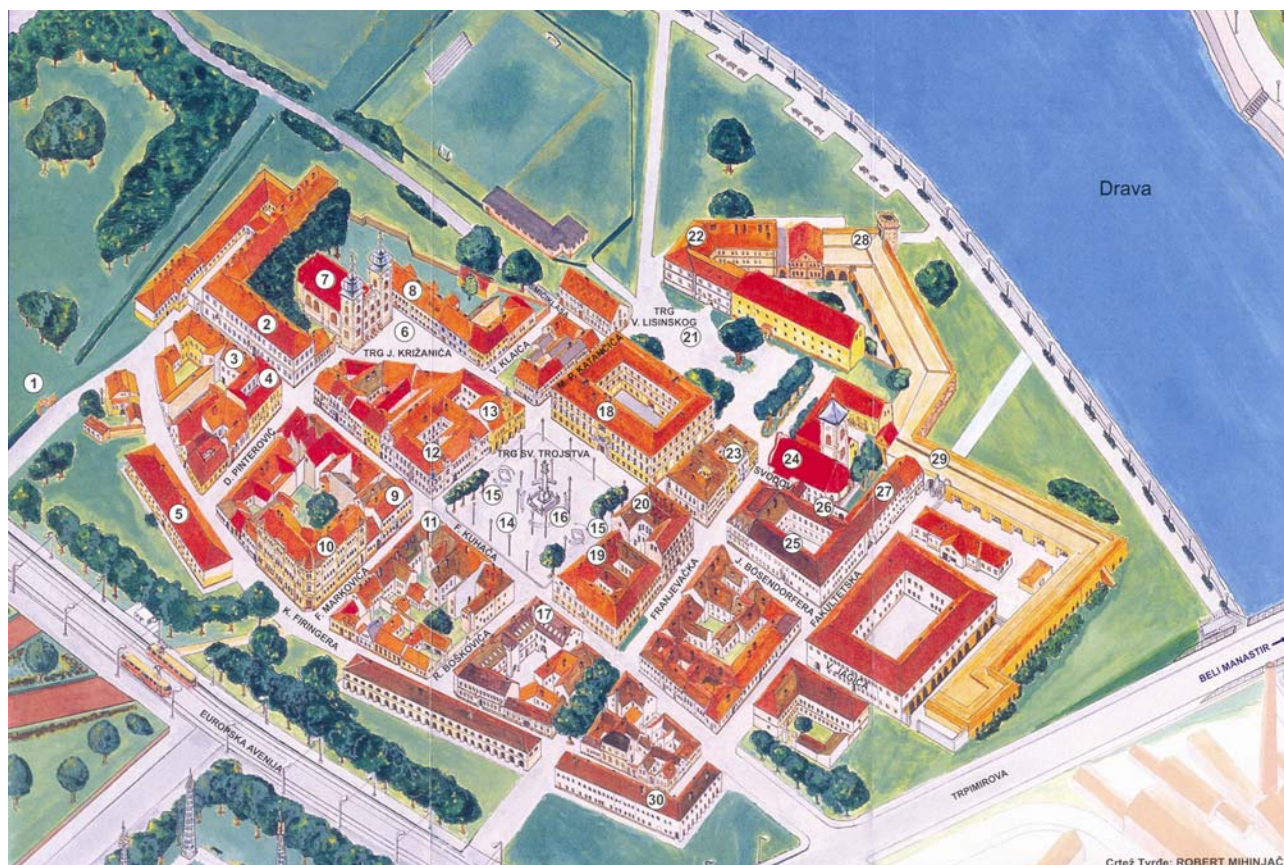 Drava
22
28
7
8
V. LISINSKOG
TRG
21
2
6
TRG J. KRIŽANIĆA
V. KLAIĆA
3
4
1
13
18
12
TRG SV. TROJSTVA
23
24
29
D. PINTEROVIĆ
9
15
14
16
15
20
26
27
5
10
11
F. KUHAČA
19
25
F. MARKOVIĆA
K. FIRINGERA
R. BOŠKOVIĆA
17
FRANJEVAČKA
J. BÖSENDORFERA
FAKULTETSKA
V. JAGIĆA
BELI MANASTIR
EUROPSKA AVENIJA
TRPIMIROVA
30
Crtež Tvrđe: ROBERT MIHINJAČ